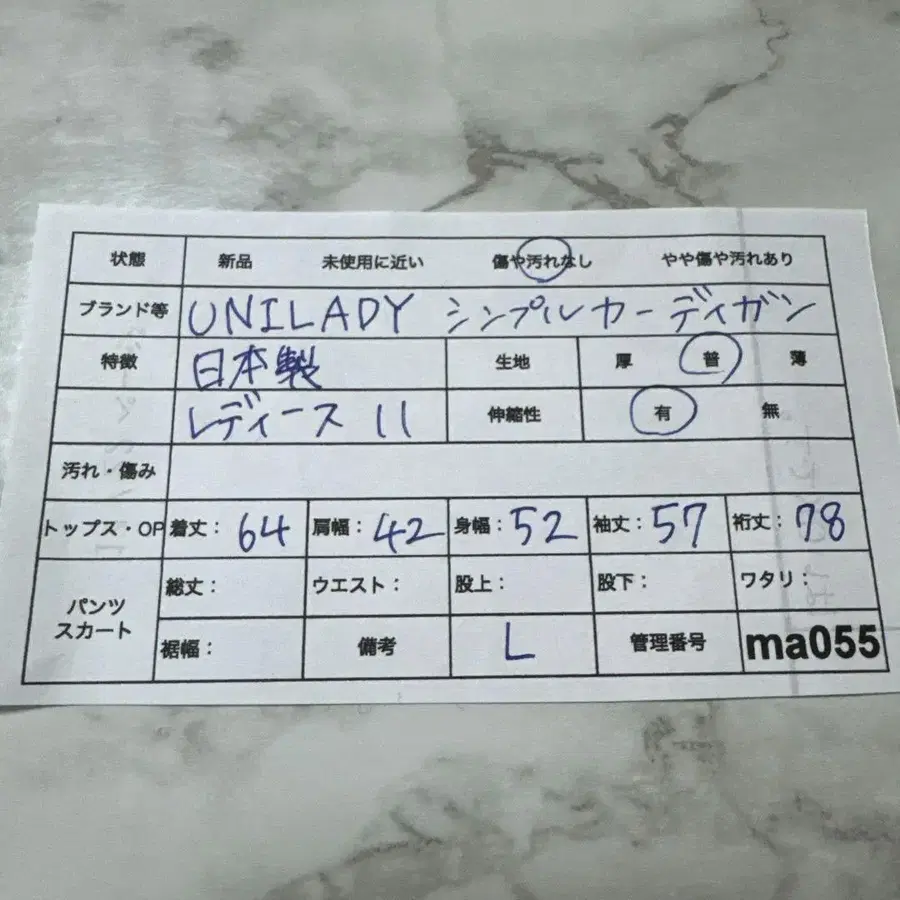 状態 新品 未使用に近い 傷や汚れなし やや傷や汚れあり
ブランド等 UNILADY シンプルカーディガン
特徴 日本製 生地 厚 普 薄
レディース 11 伸縮性 有 無
汚れ・傷み
トップス・OP 着丈: 64 肩幅: 42 身幅: 52 袖丈: 57 裄丈: 78
パンツ スカート 総丈: ウエスト: 股上: 股下: ワタリ:
裾幅: 備考 L 管理番号 ma055